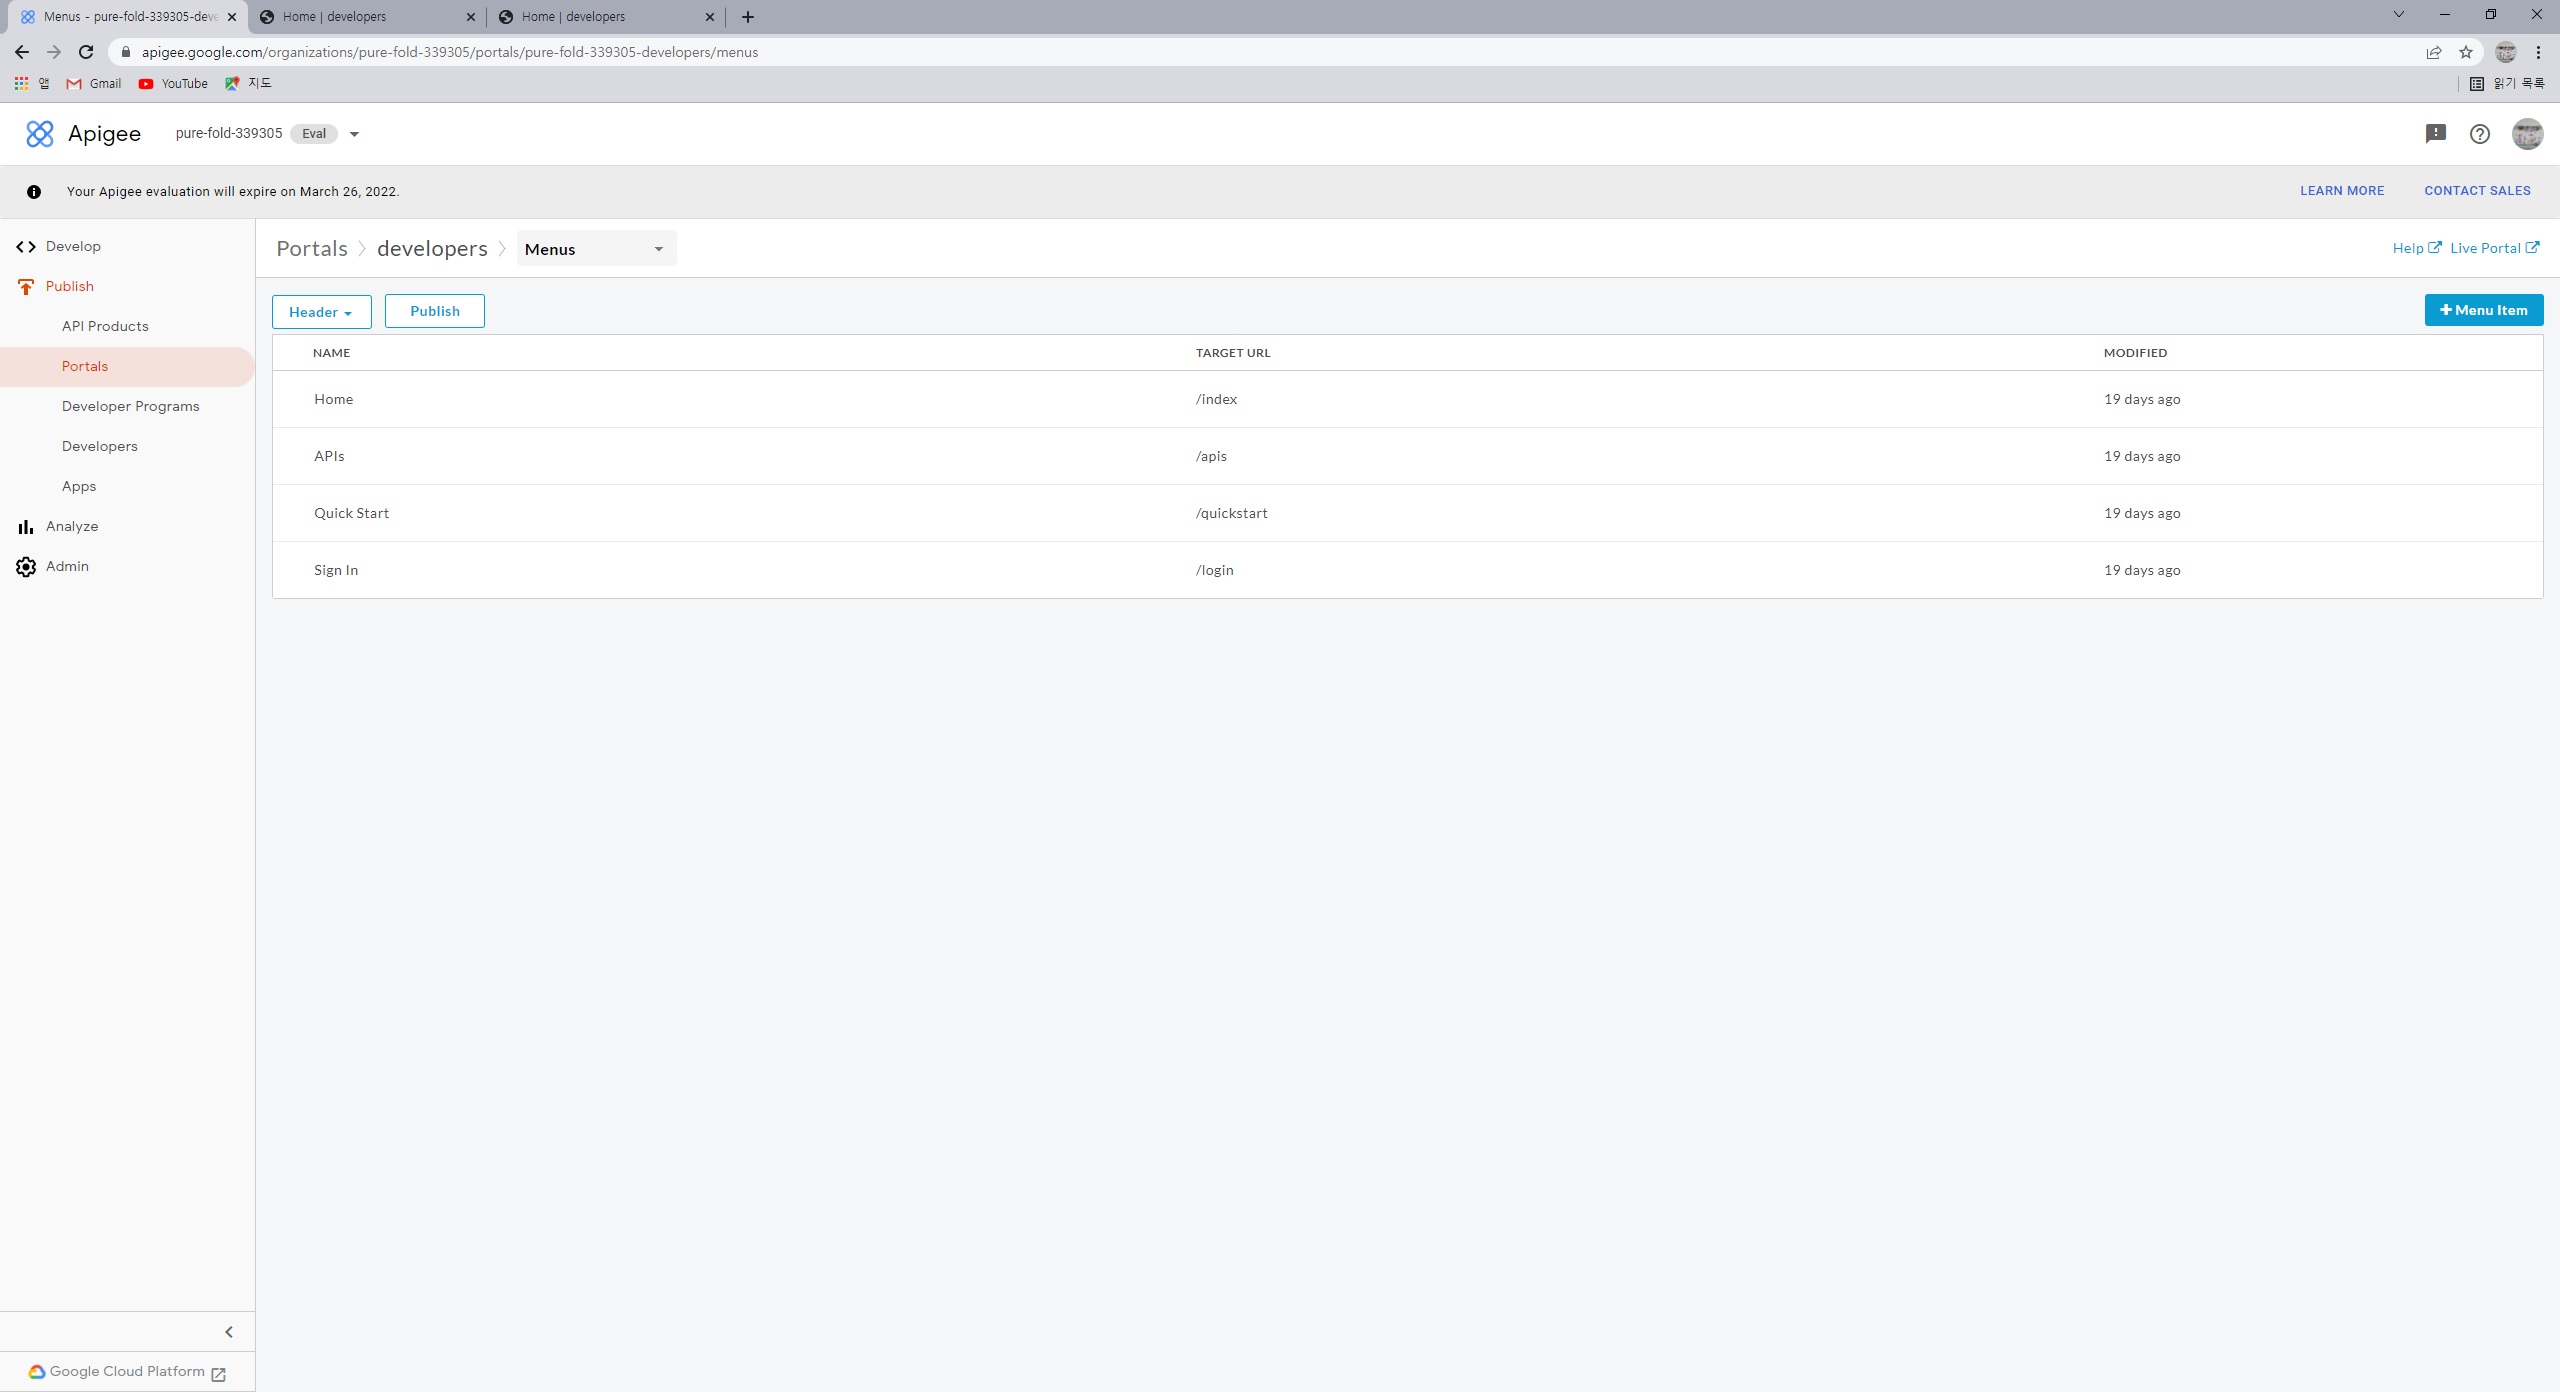 Menus - pure-fold-339305-deve
Home | developers
Home | developers
apigee.google.com/organizations/pure-fold-339305/portals/pure-fold-339305-developers/menus
앱 Gmail YouTube 지도
읽기 목록
Apigee pure-fold-339305 Eval
Your Apigee evaluation will expire on March 26, 2022.
LEARN MORE CONTACT SALES
Develop
Publish
API Products
Portals
Developer Programs
Developers
Apps
Analyze
Admin
Portals developers Menus
Help Live Portal
Header Publish
Menu Item
NAME TARGET URL MODIFIED
Home /index 19 days ago
APIs /apis 19 days ago
Quick Start /quickstart 19 days ago
Sign In /login 19 days ago
Google Cloud Platform